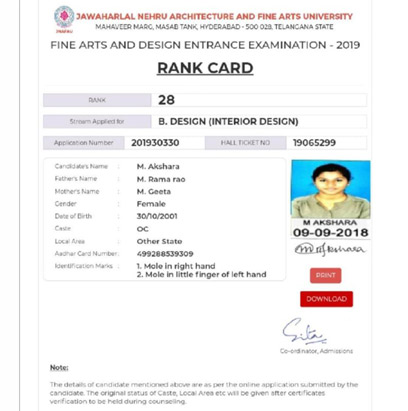 JAWAHARLAL NEHRU ARCHITECTURE AND FINE ARTS UNIVERSITY
MAHAVEER MARG, MASAB TANK, HYDERABAD - 500 028, TELANGANA STATE
FINE ARTS AND DESIGN ENTRANCE EXAMINATION - 2019
RANK CARD
RANK 28
Stream Applied for B. DESIGN (INTERIOR DESIGN)
Application Number 201930330 HALL TICKET NO 19065299
Candidate's Name : M. Akshara
Father's Name : M. Rama rao
Mother's Name : M. Geeta
Gender : Female
Date of Birth : 30/10/2001
Caste : OC
Local Area : Other State
Aadhar Card Number : 499288539309
Identification Marks : 1. Mole in right hand
2. Mole in little finger of left hand
M AKSHARA
09-09-2018
M Akshara
PRINT
DOWNLOAD
Co-ordinator, Admissions
Note:
The details of candidate mentioned above are as per the online application submitted by the
candidate. The original status of Caste, Local Area etc will be given after certificates
verification to be held during counseling.